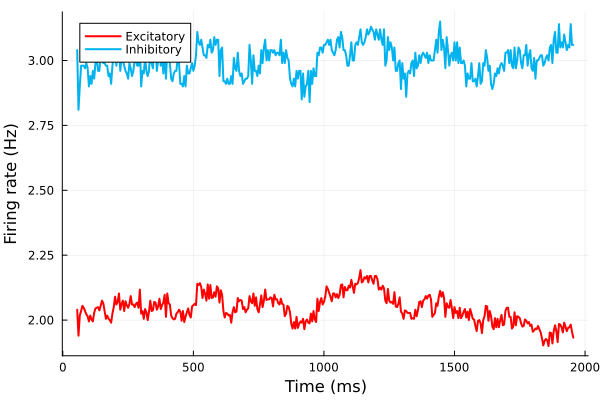 Excitatory
Inhibitory
3.00
2.75
2.50
2.25
2.00
Firing rate (Hz)
0 500 1000 1500 2000
Time (ms)